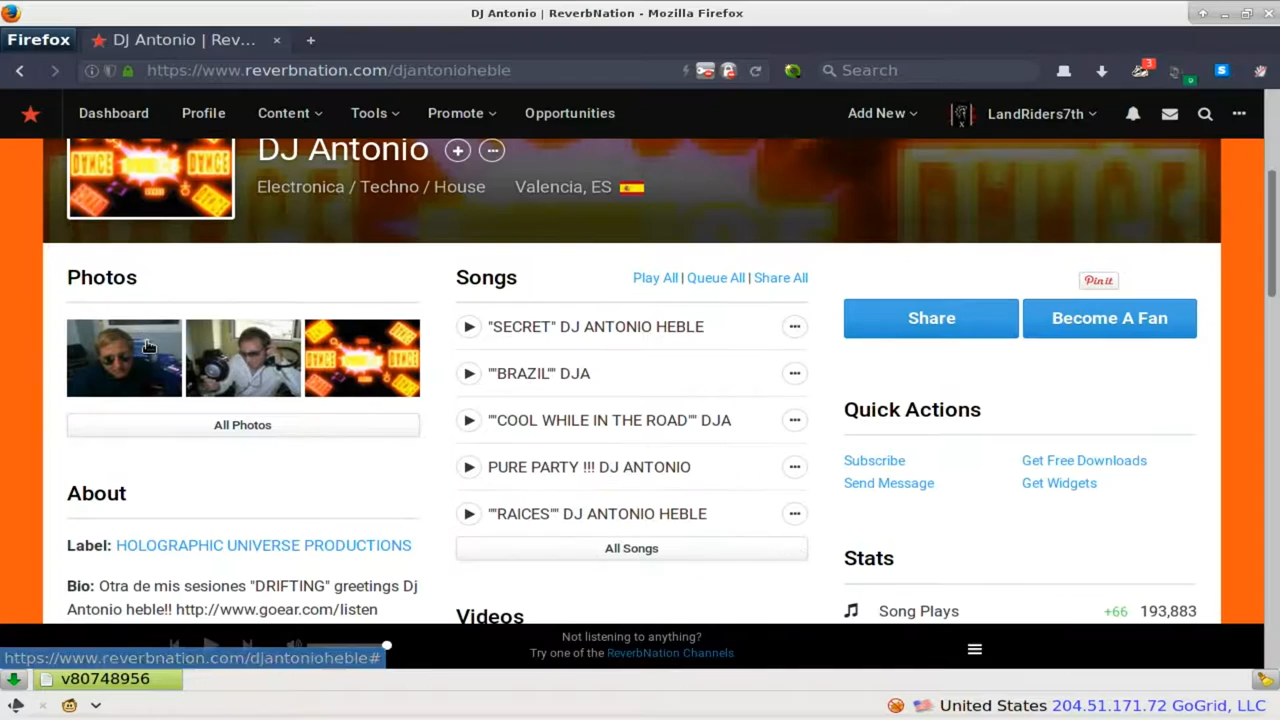 DJ Antonio | ReverbNation - Mozilla Firefox
Firefox
DJ Antonio | Rev...
https://www.reverbnation.com/djantonioheble
Search
3
Dashboard Profile Content Tools Promote Opportunities Add New LandRiders7th
DJ Antonio
Electronica / Techno / House Valencia, ES
Photos
All Photos
About
Label: HOLOGRAPHIC UNIVERSE PRODUCTIONS
Bio: Otra de mis sesiones "DRIFTING" greetings Dj
Antonio heble!! http://www.goear.com/listen
Songs
Play All | Queue All | Share All
"SECRET" DJ ANTONIO HEBLE
""BRAZIL"" DJA
""COOL WHILE IN THE ROAD"" DJA
PURE PARTY !!! DJ ANTONIO
""RAICES"" DJ ANTONIO HEBLE
All Songs
Videos
Pin it
Share
Become A Fan
Quick Actions
Subscribe
Get Free Downloads
Send Message
Get Widgets
Stats
Song Plays +66 193,883
Not listening to anything?
Try one of the ReverbNation Channels
https://www.reverbnation.com/djantonioheble#
v80748956
United States 204.51.171.72 GoGrid, LLC